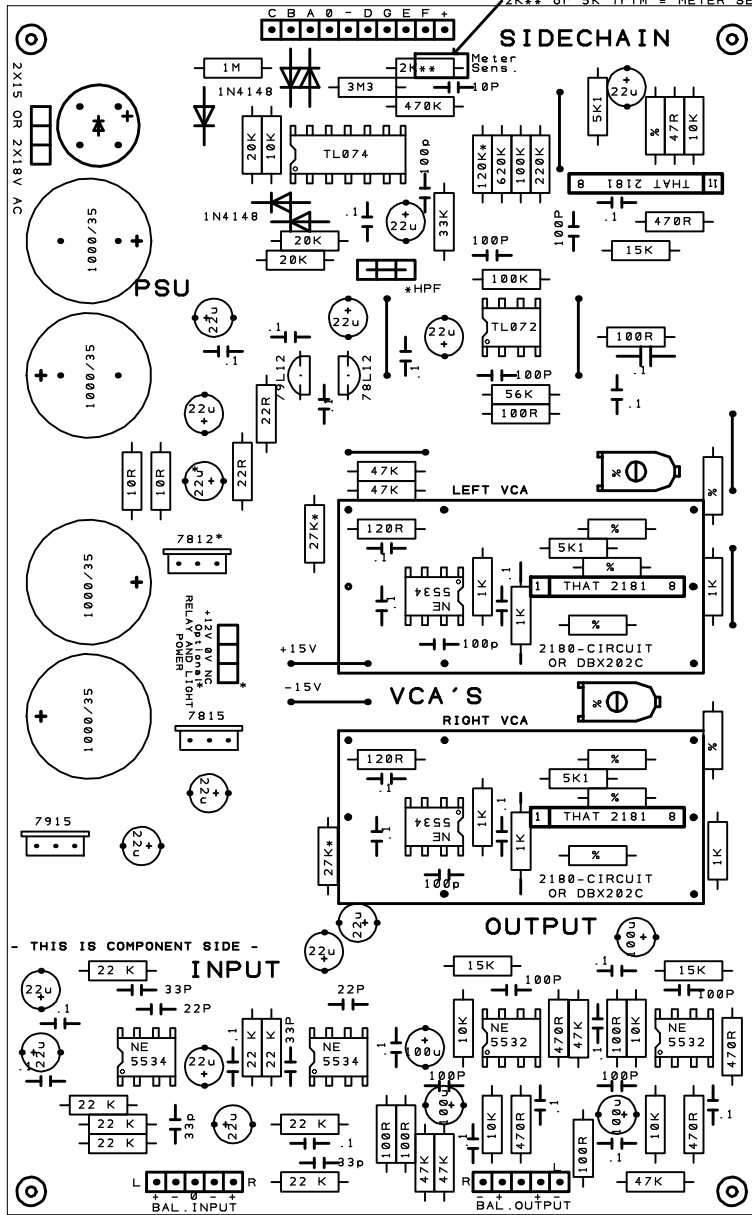 2K** or 5K TrTM = METER SE
C B A 0 - D G E F +
SIDECHAIN
1M
2K**
Meter
Sens.
3M3
10P
470K
1N4148
22u
5K1
%
47R
10K
2X15 OR 2X18V AC
+
20K
10K
TL074
100p
120K*
620K
100K
220K
8 THAT 2181 11
.1
470R
15K
100P
1N4148
.1
22u
+
33K
20K
20K
100P
100K
1000/35
+
PSU
*HPF
22u
+
.1
22u
+
22u
+
TL072
100R
.1
.1
1000/35
+
.1
79L12
78L12
.1
.1
100P
56K
100R
22u
+
22R
22R
10R
10R
22u
*
47K
47K
LEFT VCA
%
%
27K*
120R
.1
%
5K1
%
7812*
1000/35
+
.1
NE
5534
1K
.1
1K
1 THAT 2181 8
1K
%
100p
2180-CIRCUIT
OR DBX202C
+12V 0V NC
Optional*
RELAY AND LIGHT
POWER
*
+15V
-15V
VCA'S
%
RIGHT VCA
1000/35
+
7815
120R
.1
%
5K1
%
%
22u
+
7915
22u
+
27K*
.1
NE
5534
1K
.1
1K
1 THAT 2181 8
1K
%
100p
2180-CIRCUIT
OR DBX202C
22u
+
OUTPUT
100u
+
- THIS IS COMPONENT SIDE -
INPUT
22u
+
22 K
33P
22P
22u
+
.1
22P
15K
100P
.1
15K
100P
22u
+
.1
NE
5534
22u
+
.1
22 K
22 K
33P
NE
5534
.1
100u
+
10K
NE
5532
470R
47K
.1
100R
10K
NE
5532
470R
22 K
22 K
22 K
33p
22u
+
22 K
.1
33p
22 K
100P
100u
+
100R
100R
47K
47K
.1
10K
470R
.1
100P
100u
+
100R
.1
10K
470R
.1
47K
L
+ - 0 - +
R
BAL.INPUT
R
- + + -
L
BAL.OUTPUT